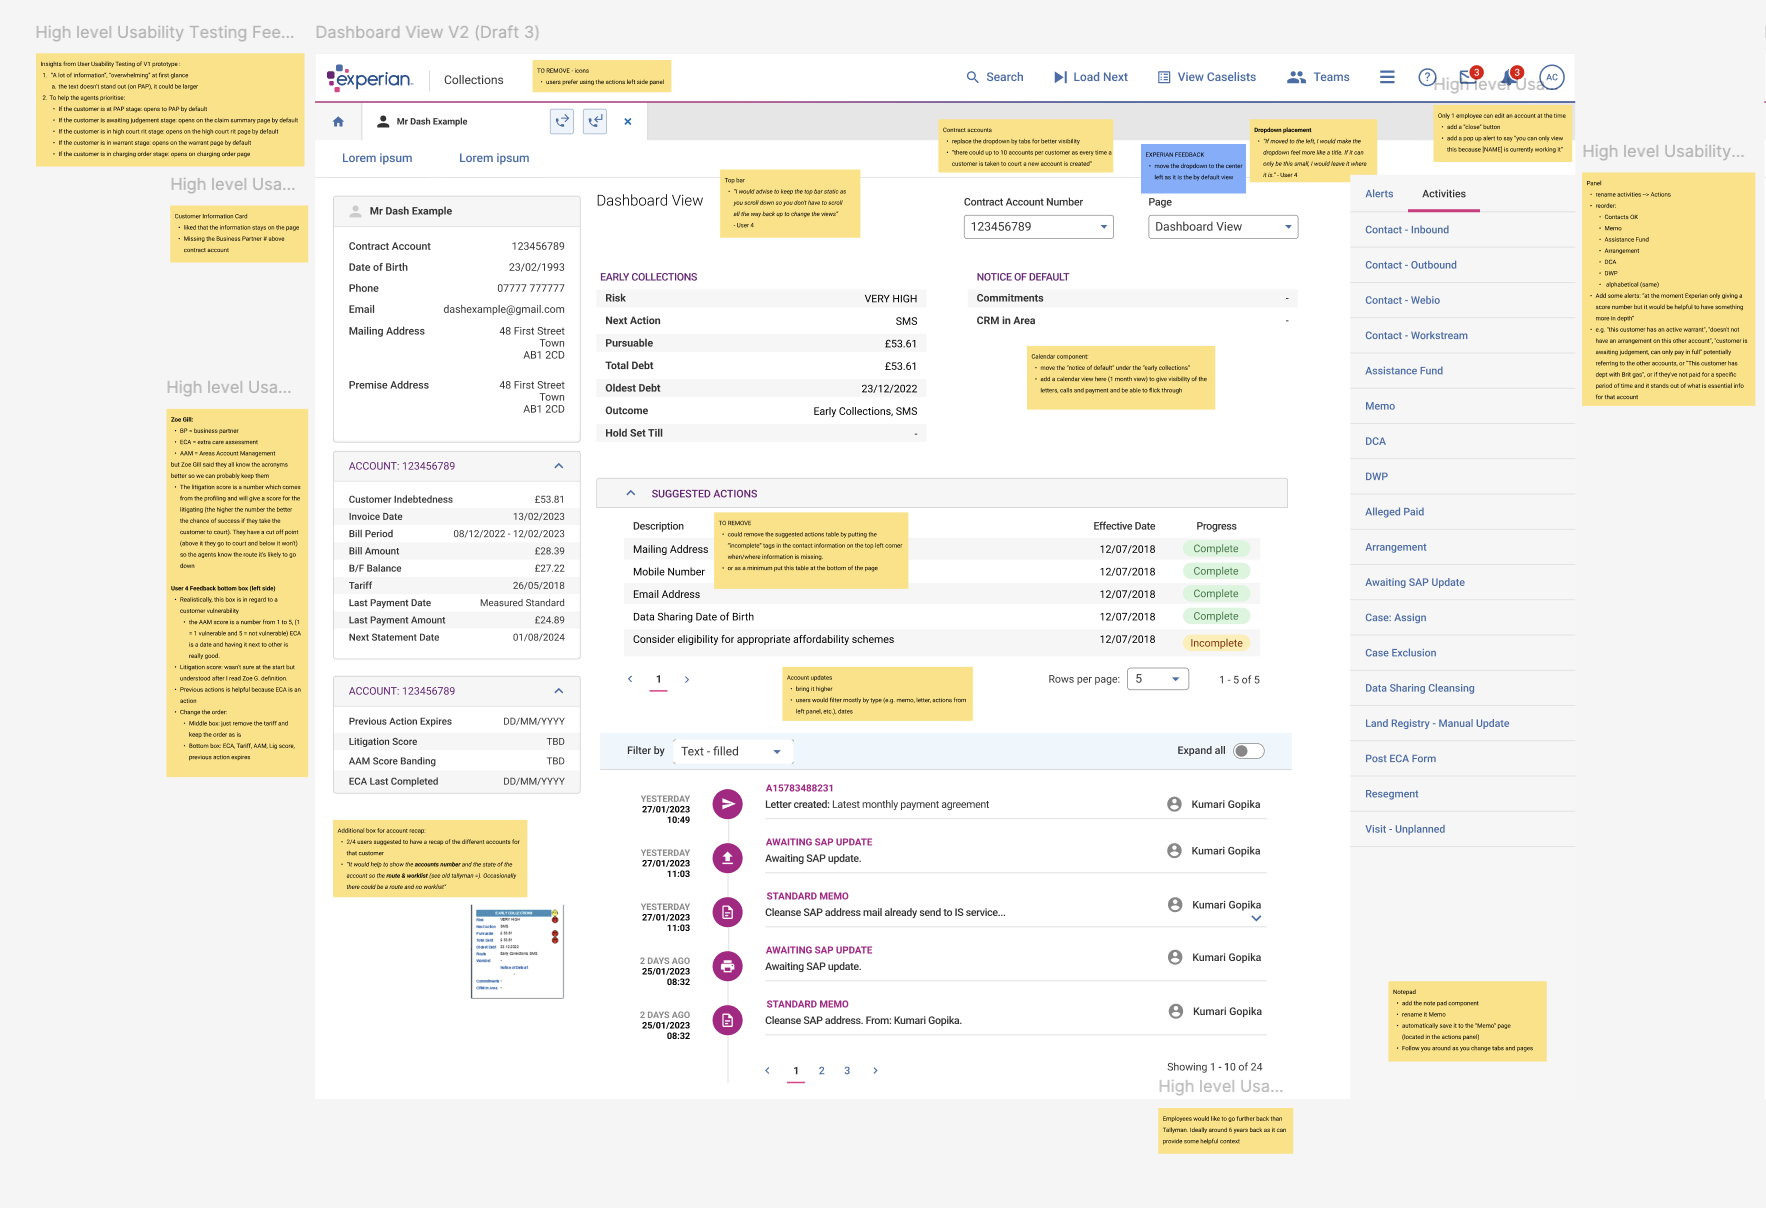 High level Usability Testing Fee...
Dashboard View V2 (Draft 3)
Insights from User Usability Testing of V1 prototype :
1. "A lot of information", "overwhelming" at first glance
a. the text doesn't stand out (on PAP), it could be larger
2. To help the agents prioritise:
• If the customer is at PAP stage: opens to PAP by default
• If the customer is awaiting judgement stage: opens on the claim summary page by default
• If the customer is in high court rit stage: opens on the high court rit page by default
• If the customer is in warrant stage: opens on the warrant page by default
• If the customer is in charging order stage: opens on charging order page
High level Usa...
Customer Information Card
• liked that the information stays on the page
• Missing the Business Partner # above
contract account
High level Usa...
Zoe Gill:
• BP = business partner
• ECA = extra care assessment
• AAM = Areas Account Management
but Zoe Gill said they all know the acronyms
better so we can probably keep them
• The litigation score is a number which comes
from the profiling and will give a score for the
litigating (the higher the number the better
the chance of success if they take the
customer to court). They have a cut off point
(above it they go to court and below it won't)
so the agents know the route it's likely to go
down
User 4 Feedback bottom box (left side)
• Realistically, this box is in regard to a
customer vulnerability
• the AAM score is a number from 1 to 5, (1
= 1 vulnerable and 5 = not vulnerable) ECA
is a date and having it next to other is
really good.
• Litigation score: wasn't sure at the start but
understood after I read Zoe G. definition.
• Previous actions is helpful because ECA is an
action
• Change the order:
• Middle box: just remove the tariff and
keep the order as is.
• Bottom box: ECA, Tariff, AAM, Lig score,
previous action expires
experian.
Collections
TO REMOVE - icons
• users prefer using the actions left side panel
Search
Load Next
View Caselists
Teams
3
3
AC
High level Usa...
Mr Dash Example
Lorem ipsum
Lorem ipsum
Only 1 employee can edit an account at the time
• add a "close" button
• add a pop up alert to say "you can only view
this because [NAME] is currently working it"
Contract accounts
• replace the dropdown by tabs for better visibility
• "there could up to 10 accounts per customer as every time a
customer is taken to court a new account is created"
EXPERIAN FEEDBACK
• move the dropdown to the center
left as it is the by default view
Dropdown placement
• "If moved to the left, I would make the
dropdown feel more like a title. If it can
only be this small, I would leave it where
it is." - User 4
Top bar
• "I would advise to keep the top bar static as
you scroll down so you don't have to scroll
all the way back up to change the views"
- User 4
Mr Dash Example
Contract Account 123456789
Date of Birth 23/02/1993
Phone 07777 777777
Email dashexample@gmail.com
Mailing Address 48 First Street
Town
AB1 2CD
Premise Address 48 First Street
Town
AB1 2CD
ACCOUNT: 123456789
Customer Indebtedness £53.81
Invoice Date 13/02/2023
Bill Period 08/12/2022 - 12/02/2023
Bill Amount £28.39
B/F Balance £27.22
Tariff 26/05/2018
Last Payment Date Measured Standard
Last Payment Amount £24.89
Next Statement Date 01/08/2024
ACCOUNT: 123456789
Previous Action Expires DD/MM/YYYY
Litigation Score TBD
AAM Score Banding TBD
ECA Last Completed DD/MM/YYYY
Additional box for account recap:
• 2/4 users suggested to have a recap of the different accounts for
that customer
• "It would help to show the accounts number and the state of the
account so the route & worklist (see old tallyman =). Occasionally
there could be a route and no worklist"
EARLY COLLECTIONS
Risk VERY HIGH
Next Action SMS
Pursuable £ 53.61
Total Debt £ 53.61
Oldest Debt 23.12.2022
Route Early Collections, SMS
Worklist -
Notice of Default
-
Commitments -
CRM in Area -
Dashboard View
Contract Account Number
123456789
Page
Dashboard View
EARLY COLLECTIONS
Risk VERY HIGH
Next Action SMS
Pursuable £53.61
Total Debt £53.61
Oldest Debt 23/12/2022
Outcome Early Collections, SMS
Hold Set Till -
NOTICE OF DEFAULT
Commitments -
CRM in Area -
Calendar component:
• move the "notice of default" under the "early collections"
• add a calendar view here (1 month view) to give visibility of the
letters, calls and payment and be able to flick through
SUGGESTED ACTIONS
Description Effective Date Progress
Mailing Address 12/07/2018 Complete
Mobile Number 12/07/2018 Complete
Email Address 12/07/2018 Complete
Data Sharing Date of Birth 12/07/2018 Complete
Consider eligibility for appropriate affordability schemes 12/07/2018 Incomplete
TO REMOVE
• could remove the suggested actions table by putting the
"incomplete" tags in the contact information on the top left corner
when/where information is missing.
• or as a minimum put this table at the bottom of the page
1
Rows per page: 5 1 - 5 of 5
Account updates
• bring it higher
• users would filter mostly by type (e.g. memo, letter, actions from
left panel, etc.), dates
Filter by Text - filled Expand all
YESTERDAY
27/01/2023
10:49
A15783488231
Letter created: Latest monthly payment agreement
Kumari Gopika
YESTERDAY
27/01/2023
11:03
AWAITING SAP UPDATE
Awaiting SAP update.
Kumari Gopika
YESTERDAY
27/01/2023
11:03
STANDARD MEMO
Cleanse SAP address mail already send to IS service...
Kumari Gopika
2 DAYS AGO
25/01/2023
08:32
AWAITING SAP UPDATE
Awaiting SAP update.
Kumari Gopika
2 DAYS AGO
25/01/2023
08:32
STANDARD MEMO
Cleanse SAP address. From: Kumari Gopika.
Kumari Gopika
1 2 3
Showing 1 - 10 of 24
High level Usa...
Employees would like to go further back than
Tallyman. Ideally around 6 years back as it can
provide some helpful context
Alerts
Activities
Contact - Inbound
Contact - Outbound
Contact - Webio
Contact - Workstream
Assistance Fund
Memo
DCA
DWP
Alleged Paid
Arrangement
Awaiting SAP Update
Case: Assign
Case Exclusion
Data Sharing Cleansing
Land Registry - Manual Update
Post ECA Form
Resegment
Visit - Unplanned
Notepad
• add the note pad component
• rename it Memo
• automatically save it to the "Memo" page
(located in the actions panel)
• Follow you around as you change tabs and pages
High level Usability...
Panel
• rename activities --> Actions
• reorder:
• Contacts OK
• Memo
• Assistance Fund
• Arrangement
• DCA
• DWP
• alphabetical (same)
• Add some alerts: "at the moment Experian only giving a
score number but it would be helpful to have something
more in depth"
• e.g. "this customer has an active warrant", "doesn't not
have an arrangement on this other account", "customer is
awaiting judgement, can only pay in full" potentially
referring to the other accounts, or "This customer has
dept with Brit gas", or if they've not paid for a specific
period of time and it stands out of what is essential info
for that account